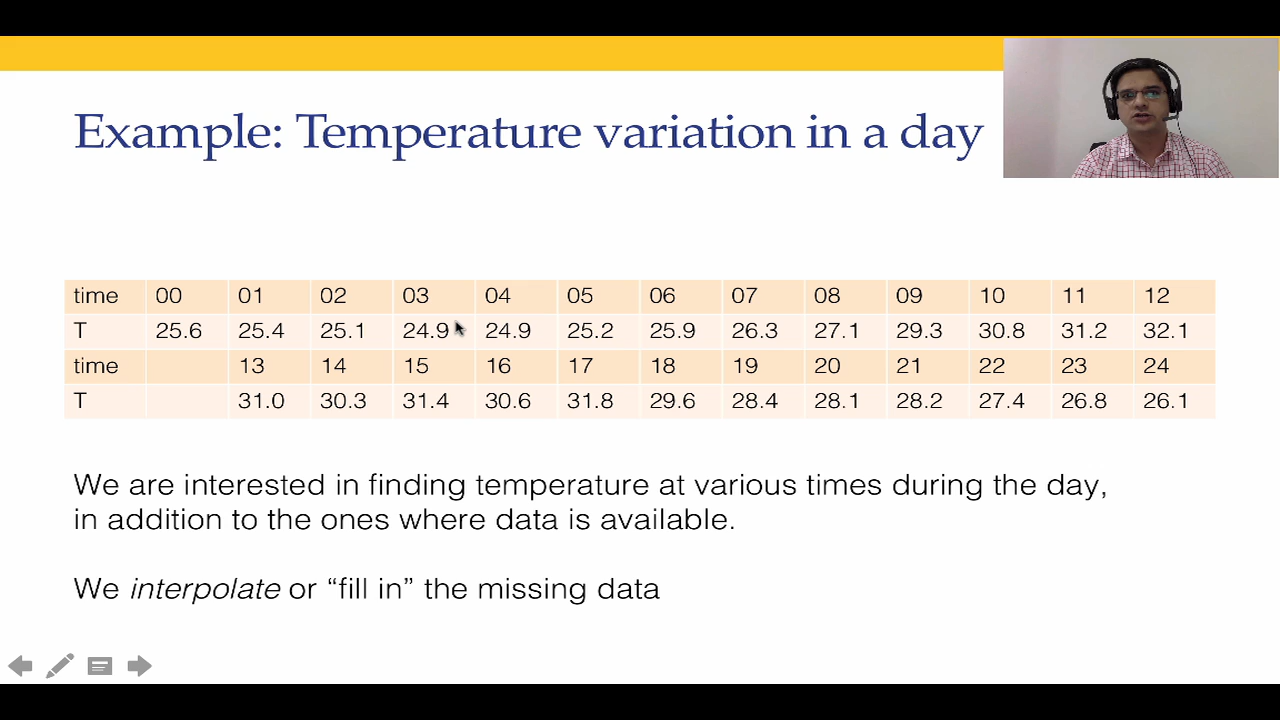 Example: Temperature variation in a day
time 00 01 02 03 04 05 06 07 08 09 10 11 12
T 25.6 25.4 25.1 24.9 24.9 25.2 25.9 26.3 27.1 29.3 30.8 31.2 32.1
time 13 14 15 16 17 18 19 20 21 22 23 24
T 31.0 30.3 31.4 30.6 31.8 29.6 28.4 28.1 28.2 27.4 26.8 26.1
We are interested in finding temperature at various times during the day,
in addition to the ones where data is available.
We interpolate or “fill in” the missing data